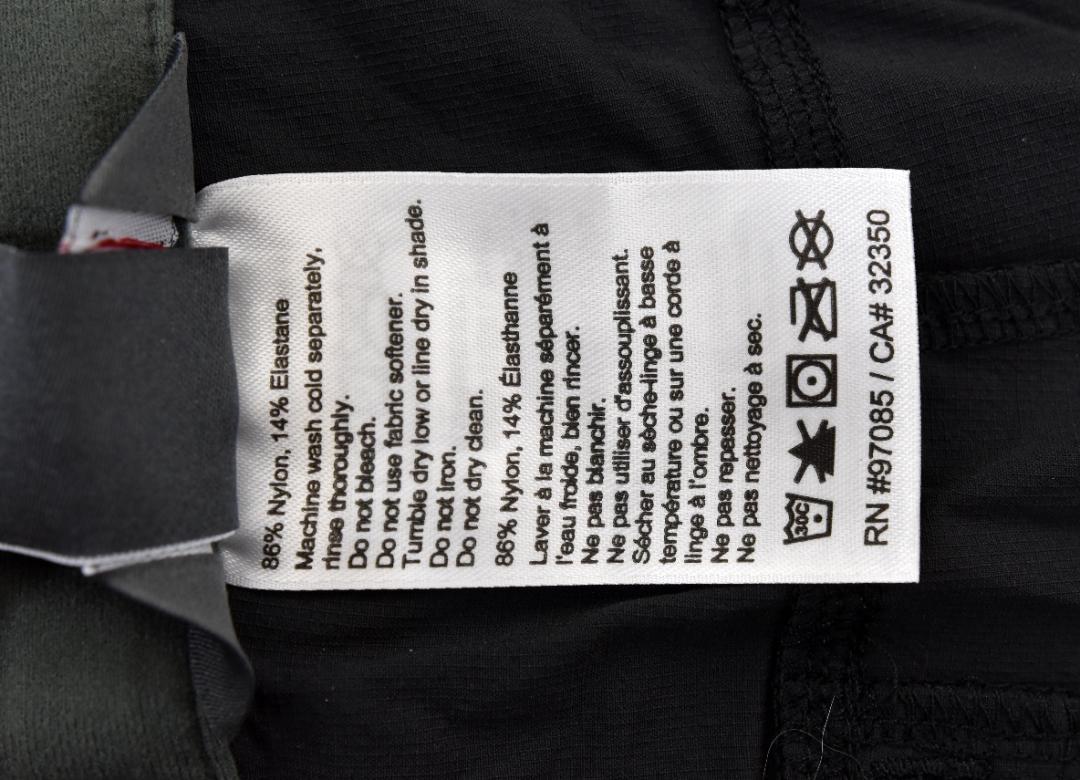 86% Nylon, 14% Elastane
Machine wash cold separately,
rinse thoroughly.
Do not bleach.
Do not use fabric softener.
Tumble dry low or line dry in shade.
Do not iron.
Do not dry clean.
86% Nylon, 14% Élasthanne
Laver à la machine séparément à
l'eau froide, bien rincer.
Ne pas blanchir.
Ne pas utiliser d'assouplissant.
Sécher au sèche-linge à basse
température ou sur une corde à
linge à l'ombre.
Ne pas repasser.
Ne pas nettoyage à sec.
30C
RN #97085 / CA# 32350